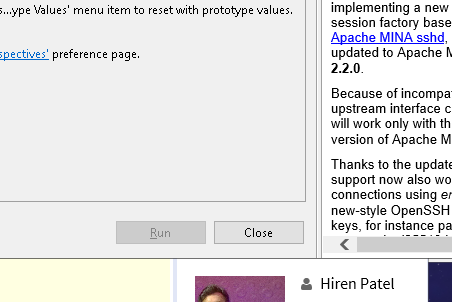 s...ype Values' menu item to reset with prototype values.
spectives' preference page.
Run
Close
implementing a new
session factory base
Apache MINA sshd,
updated to Apache M
2.2.0.
Because of incompa
upstream interface c
will work only with th
version of Apache M
Thanks to the update
support now also wo
connections using e
new-style OpenSSH
keys, for instance pa
Hiren Patel